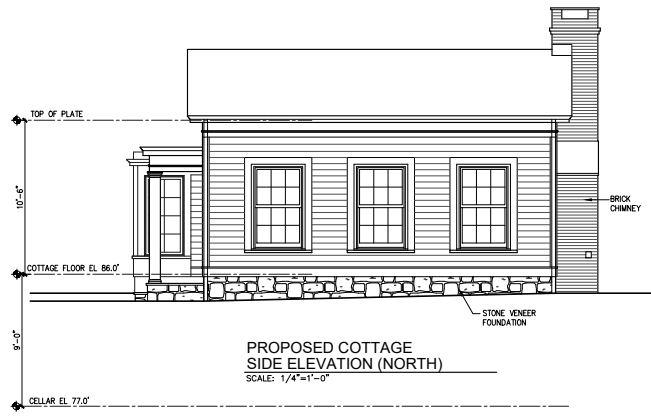 TOP OF PLATE
10'-6"
BRICK
CHIMNEY
COTTAGE FLOOR EL 86.0'
STONE VENEER
FOUNDATION
9'-0"
PROPOSED COTTAGE
SIDE ELEVATION (NORTH)
SCALE: 1/4"=1'-0"
CELLAR EL 77.0'